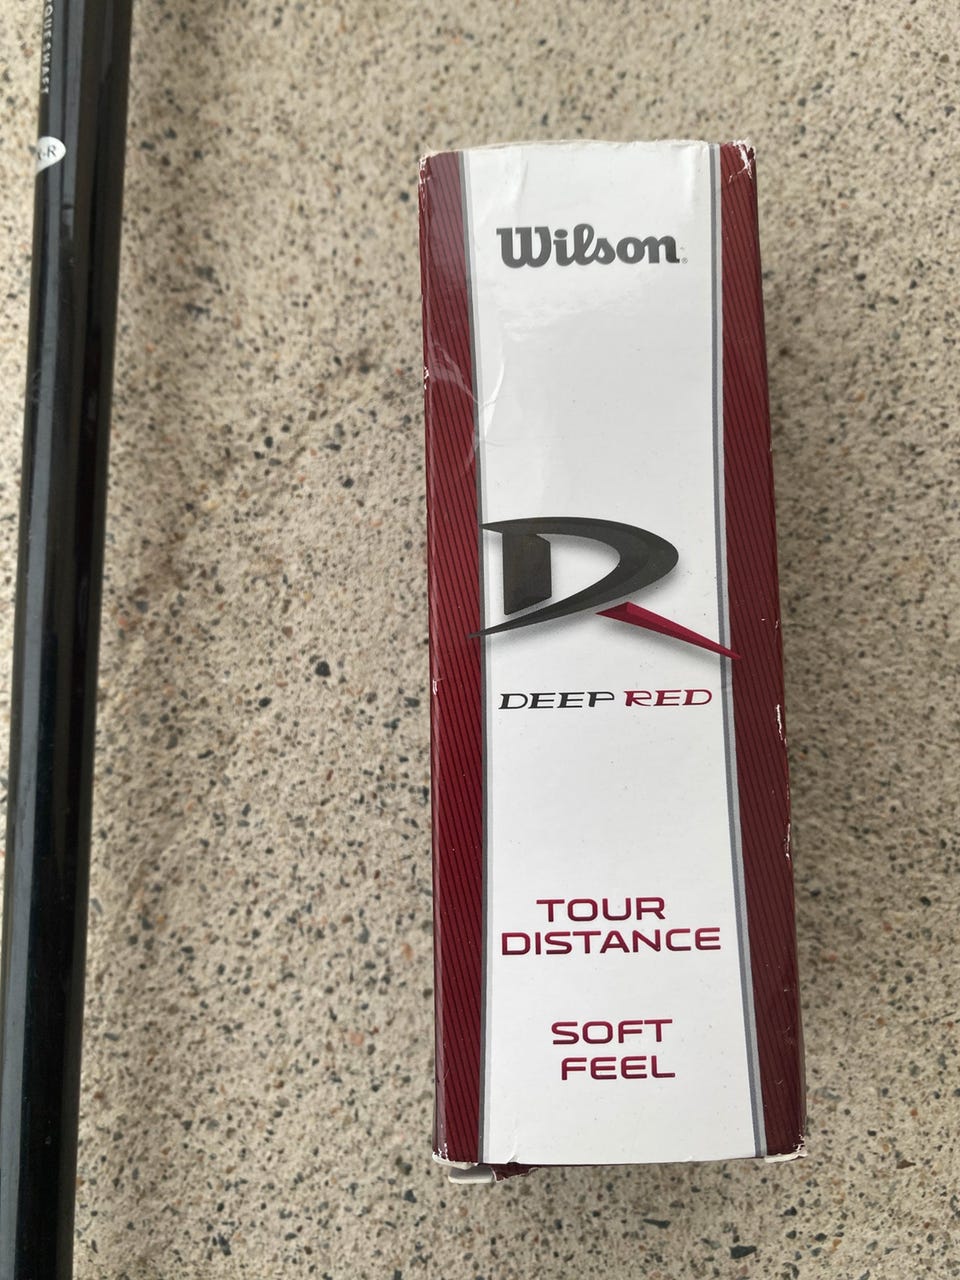 Wilson
DEEP RED
TOUR
DISTANCE
SOFT
FEEL